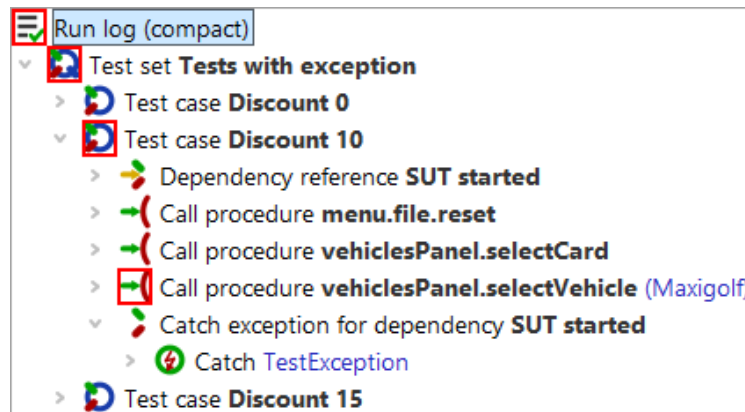 Run log (compact)
Test set Tests with exception
Test case Discount 0
Test case Discount 10
Dependency reference SUT started
Call procedure menu.file.reset
Call procedure vehiclesPanel.selectCard
Call procedure vehiclesPanel.selectVehicle (Maxigolf)
Catch exception for dependency SUT started
Catch TestException
Test case Discount 15